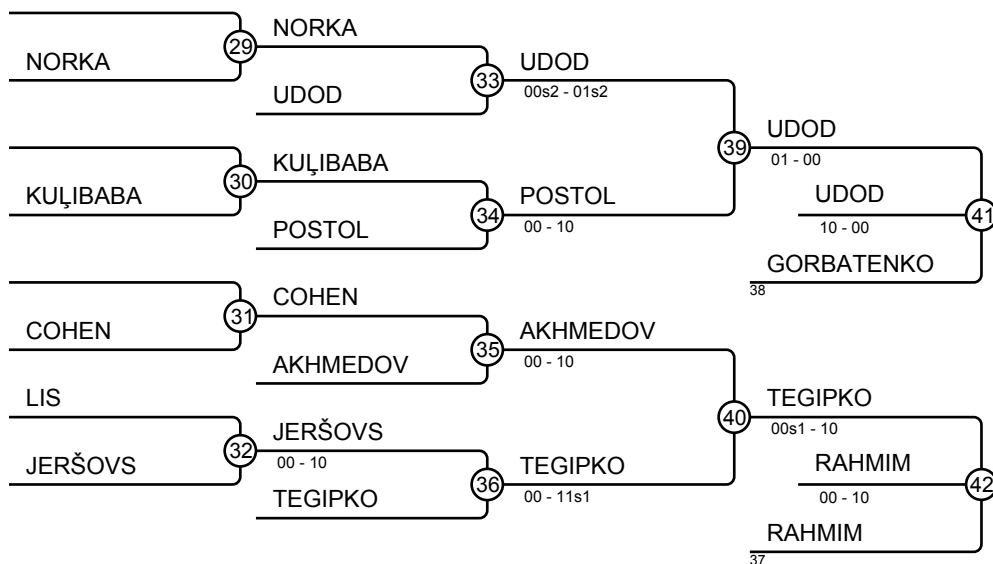 NORKA
29
NORKA
UDOD
33
UDOD
00s2 - 01s2
KUĻIBABA
30
KUĻIBABA
POSTOL
34
POSTOL
00 - 10
39
UDOD
01 - 00
UDOD
10 - 00
41
GORBATENKO
38
COHEN
31
COHEN
AKHMEDOV
35
AKHMEDOV
00 - 10
LIS
JERŠOVS
32
JERŠOVS
00 - 10
TEGIPKO
36
TEGIPKO
00 - 11s1
40
TEGIPKO
00s1 - 10
RAHMIM
00 - 10
42
RAHMIM
37